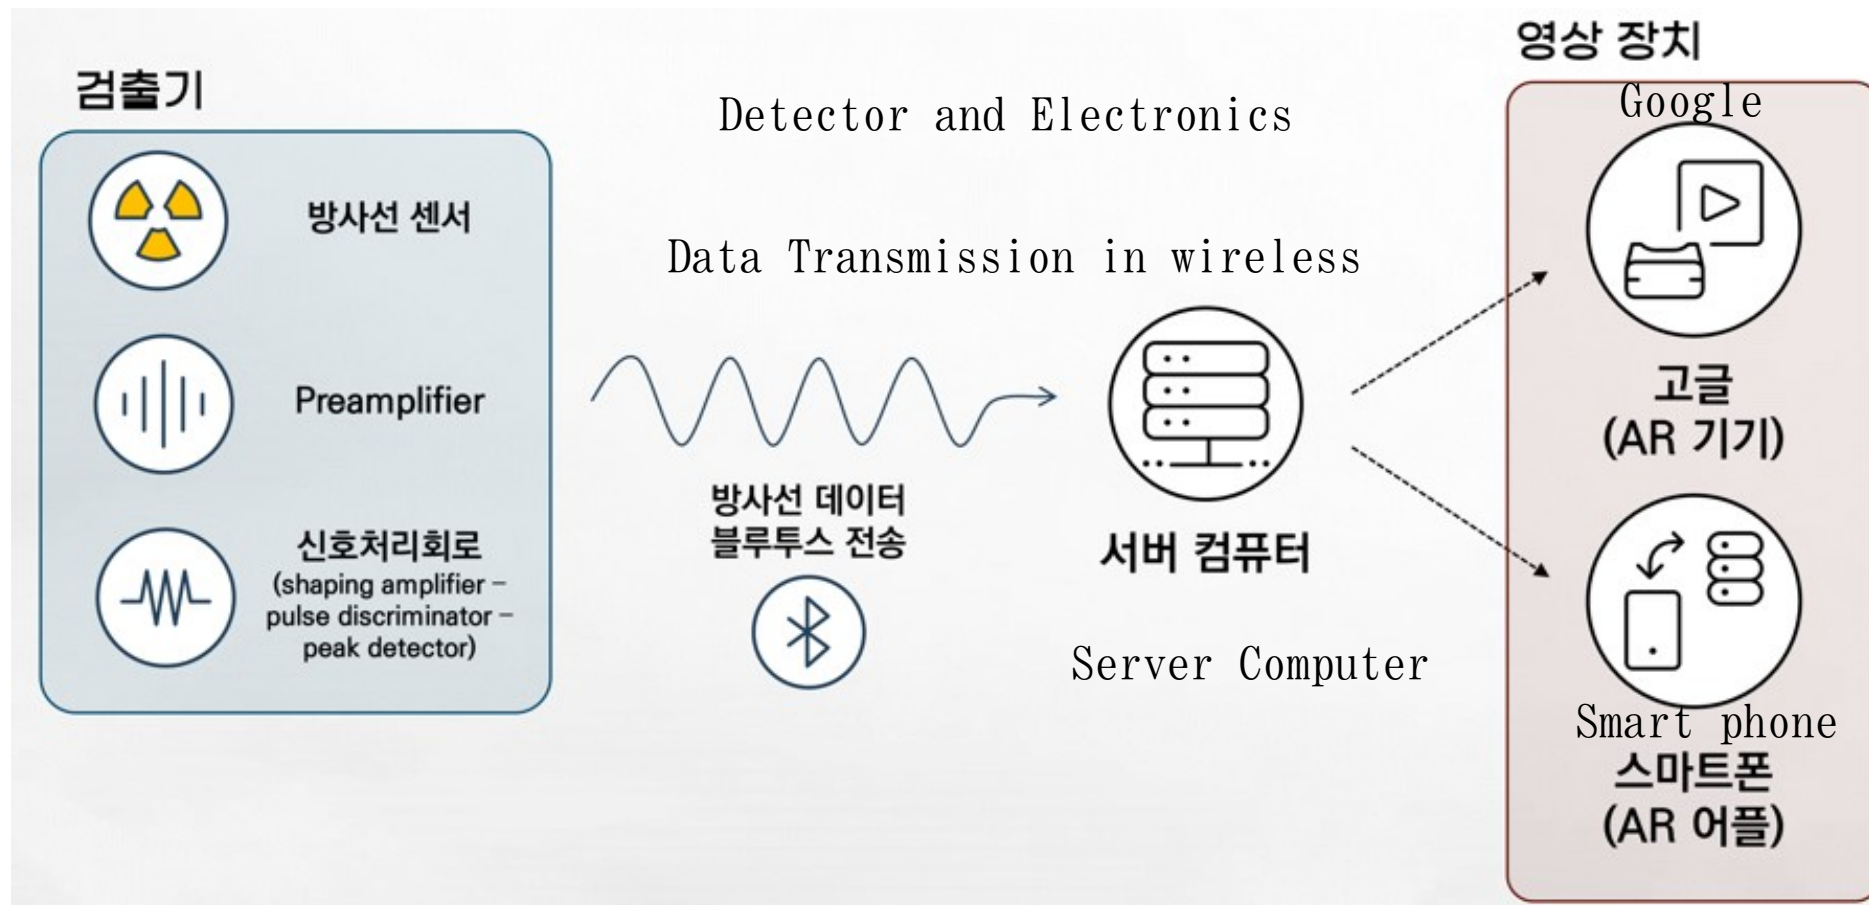 검출기
방사선 센서
Preamplifier
신호처리회로
(shaping amplifier –
pulse discriminator –
peak detector)
Detector and Electronics
Data Transmission in wireless
방사선 데이터
블루투스 전송
서버 컴퓨터
Server Computer
영상 장치
Google
고글
(AR 기기)
Smart phone
스마트폰
(AR 어플)